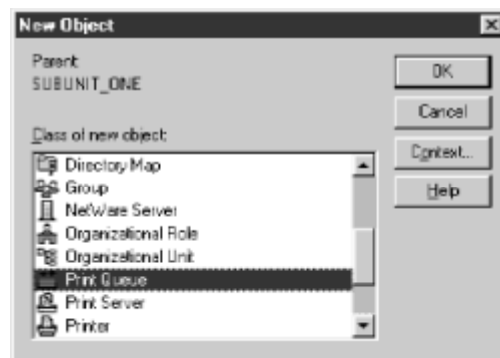 New Object
Parent:
SUBUNIT_ONE
Class of new object:
Directory Map
Group
NetWare Server
Organizational Role
Organizational Unit
Print Queue
Print Server
Printer
OK
Cancel
Context...
Help